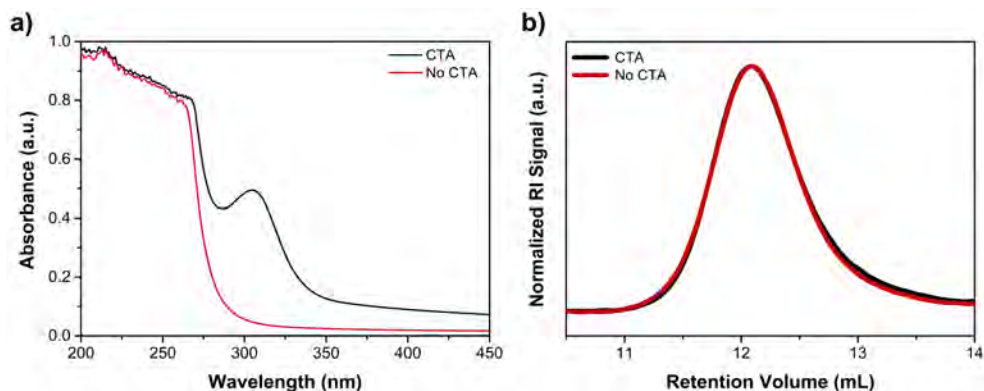 a)
CTA
No CTA
1.0
0.8
0.6
0.4
0.2
0.0
200
250
300
350
400
450
Absorbance (a.u.)
Wavelength (nm)
b)
CTA
No CTA
Normalized RI Signal (a.u.)
11
12
13
14
Retention Volume (mL)